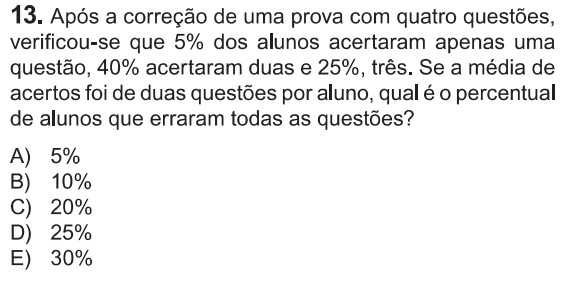 13. Após a correção de uma prova com quatro questões,
verificou-se que 5% dos alunos acertaram apenas uma
questão, 40% acertaram duas e 25%, três. Se a média de
acertos foi de duas questões por aluno, qual é o percentual
de alunos que erraram todas as questões?
A) 5%
B) 10%
C) 20%
D) 25%
E) 30%